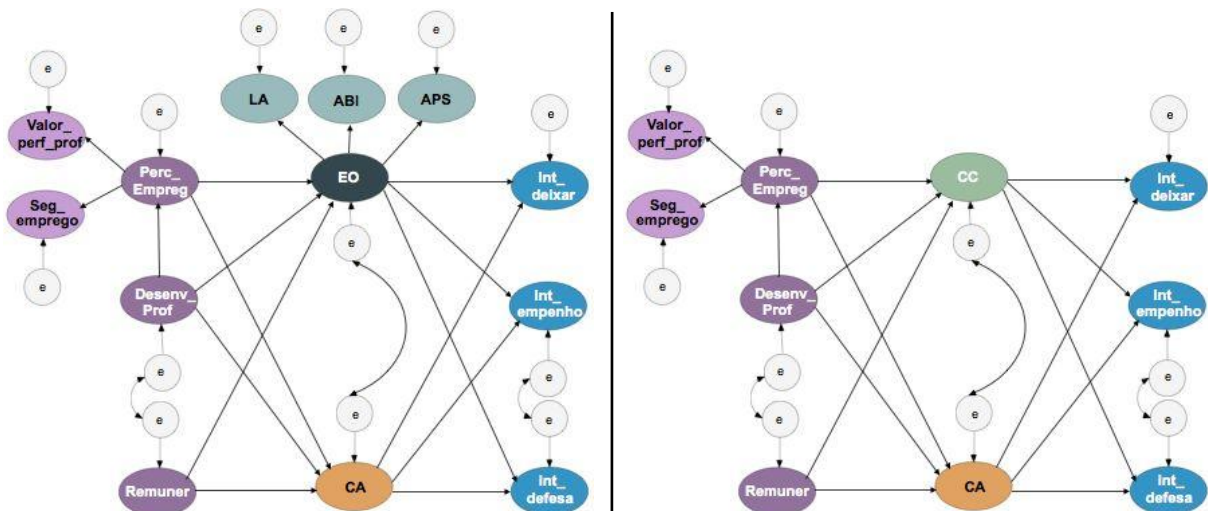 e
e
e
e
LA
ABI
APS
e
e
Valor_
perf_prof
Perc_
Empreg
EO
Int_
deixar
Seg_
emprego
e
e
Desenv_
Prof
Int_
empenho
e
e
e
e
e
e
Remuner
CA
Int_
defesa
e
e
e
Valor_
perf_prof
Perc_
Empreg
CC
Int_
deixar
Seg_
emprego
e
e
Desenv_
Prof
Int_
empenho
e
e
e
e
e
Remuner
CA
Int_
defesa